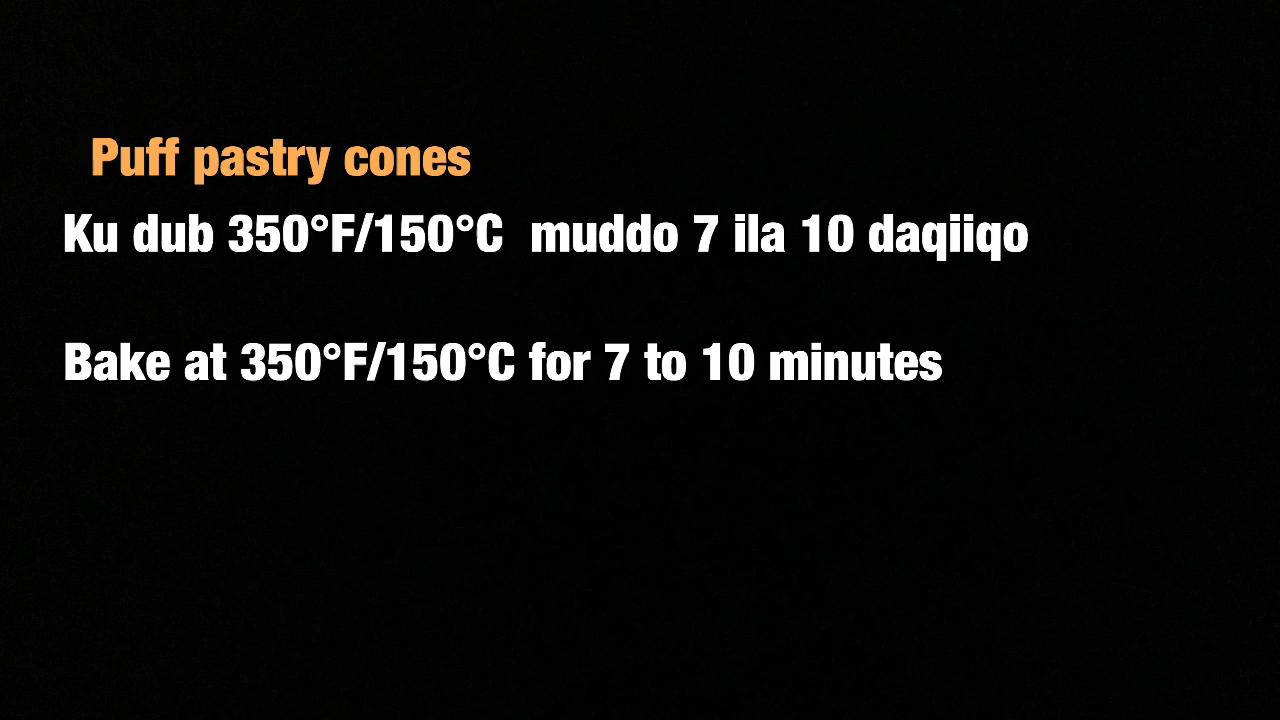 Puff pastry cones
Ku dub 350°F/150°C muddo 7 ila 10 daqiiqo
Bake at 350°F/150°C for 7 to 10 minutes